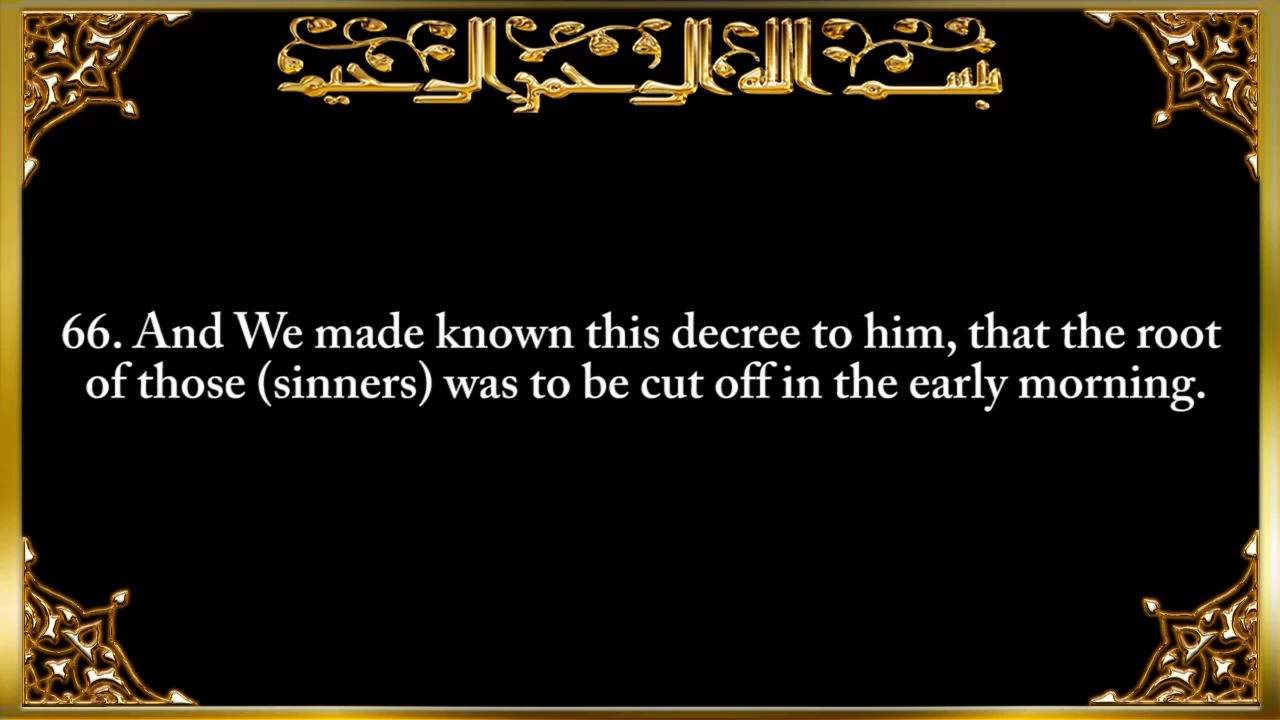 بسم الله الرحمن الرحيم
66. And We made known this decree to him, that the root
of those (sinners) was to be cut off in the early morning.